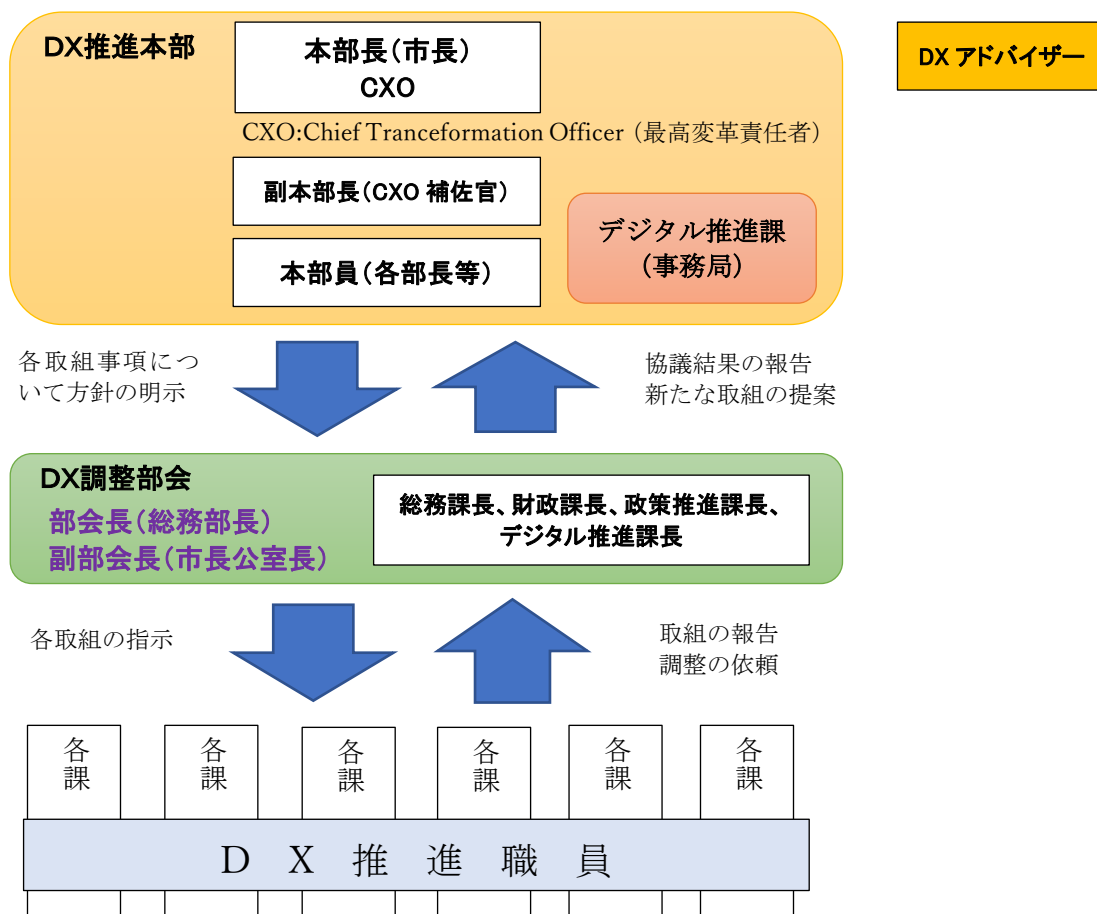 DX推進本部
本部長(市長)
CXO
CXO:Chief Tranceformation Officer(最高変革責任者)
副本部長(CXO 補佐官)
本部員(各部長等)
デジタル推進課
(事務局)
DX アドバイザー
各取組事項につ
いて方針の明示
協議結果の報告
新たな取組の提案
DX調整部会
部会長(総務部長)
副部会長(市長公室長)
総務課長、財政課長、政策推進課長、
デジタル推進課長
各取組の指示
取組の報告
調整の依頼
各課
各課
各課
各課
各課
各課
DX推進職員